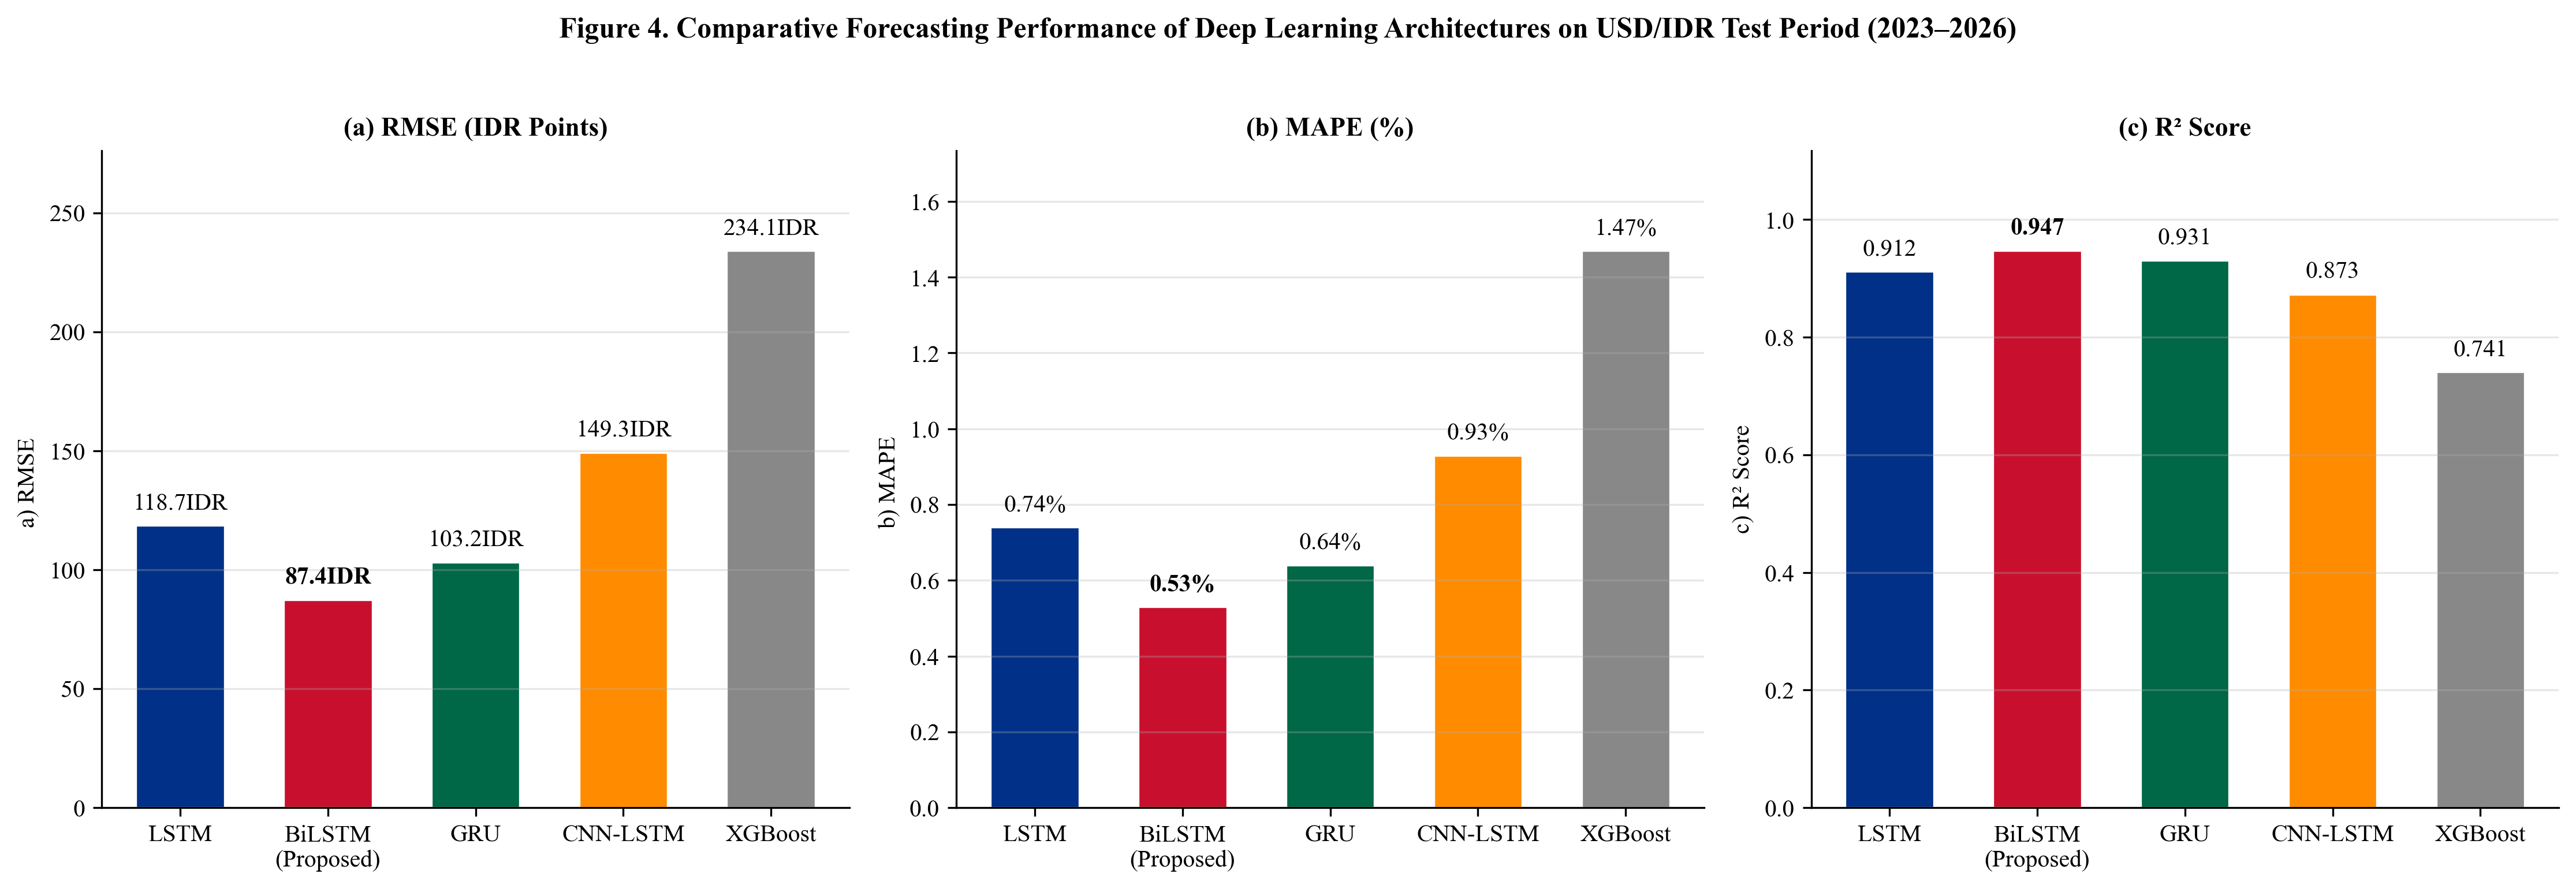 Figure 4. Comparative Forecasting Performance of Deep Learning Architectures on USD/IDR Test Period (2023–2026)
(a) RMSE (IDR Points)
a) RMSE
250
200
150
100
50
0
118.7IDR
87.4IDR
103.2IDR
149.3IDR
234.1IDR
LSTM
BiLSTM
(Proposed)
GRU
CNN-LSTM
XGBoost
(b) MAPE (%)
b) MAPE
1.6
1.4
1.2
1.0
0.8
0.6
0.4
0.2
0.0
0.74%
0.53%
0.64%
0.93%
1.47%
LSTM
BiLSTM
(Proposed)
GRU
CNN-LSTM
XGBoost
(c) R² Score
c) R² Score
1.0
0.8
0.6
0.4
0.2
0.0
0.912
0.947
0.931
0.873
0.741
LSTM
BiLSTM
(Proposed)
GRU
CNN-LSTM
XGBoost